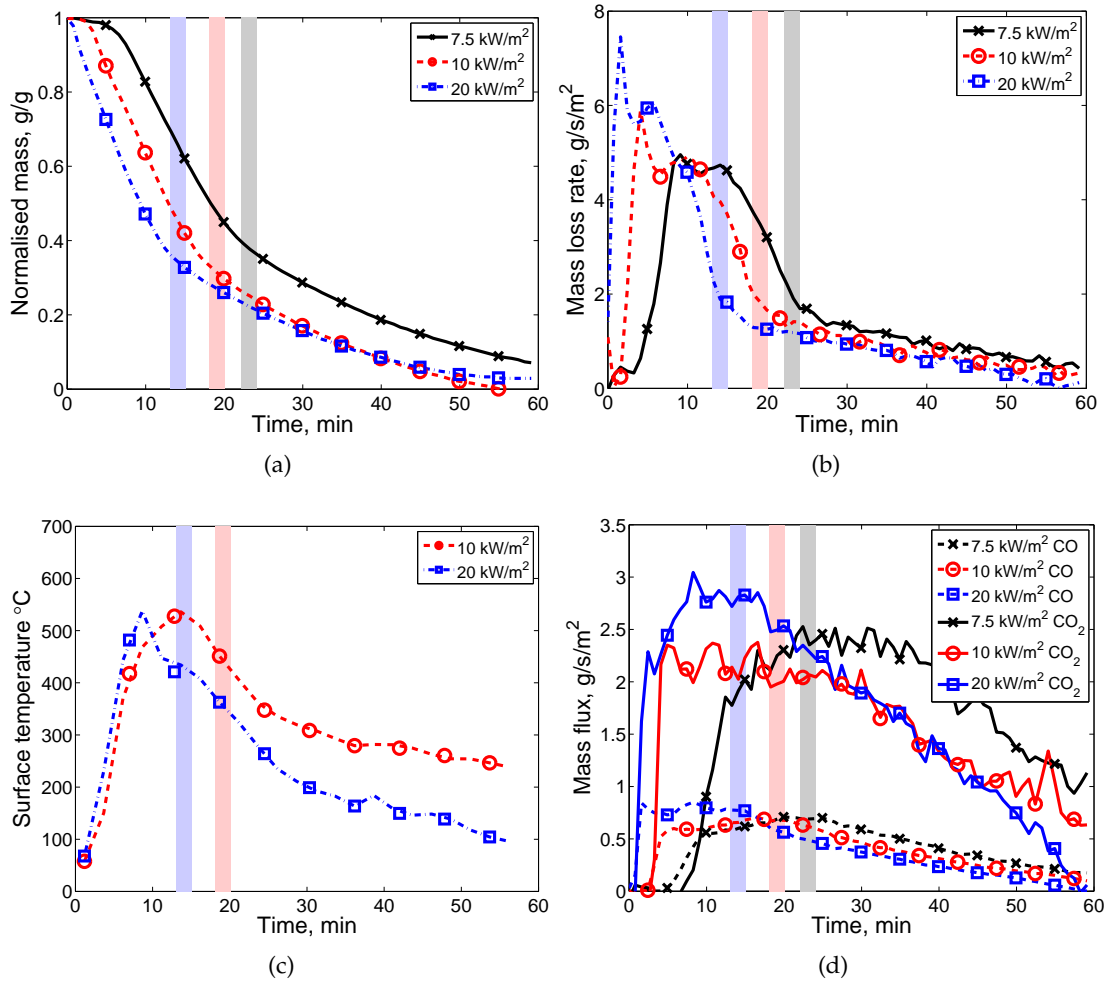 Normalised mass, g/g
1
0.8
0.6
0.4
0.2
0
0 10 20 30 40 50 60
Time, min
7.5 kW/m²
10 kW/m²
20 kW/m²
(a)
Mass loss rate, g/s/m²
8
6
4
2
0
0 10 20 30 40 50 60
Time, min
7.5 kW/m²
10 kW/m²
20 kW/m²
(b)
Surface temperature °C
700
600
500
400
300
200
100
0
0 10 20 30 40 50 60
Time, min
10 kW/m²
20 kW/m²
(c)
Mass flux, g/s/m²
3.5
3
2.5
2
1.5
1
0.5
0
0 10 20 30 40 50 60
Time, min
7.5 kW/m² CO
10 kW/m² CO
20 kW/m² CO
7.5 kW/m² CO₂
10 kW/m² CO₂
20 kW/m² CO₂
(d)